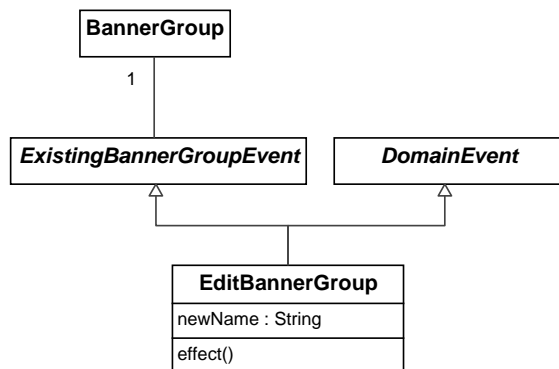 BannerGroup
1
ExistingBannerGroupEvent
DomainEvent
EditBannerGroup
newName : String
effect()